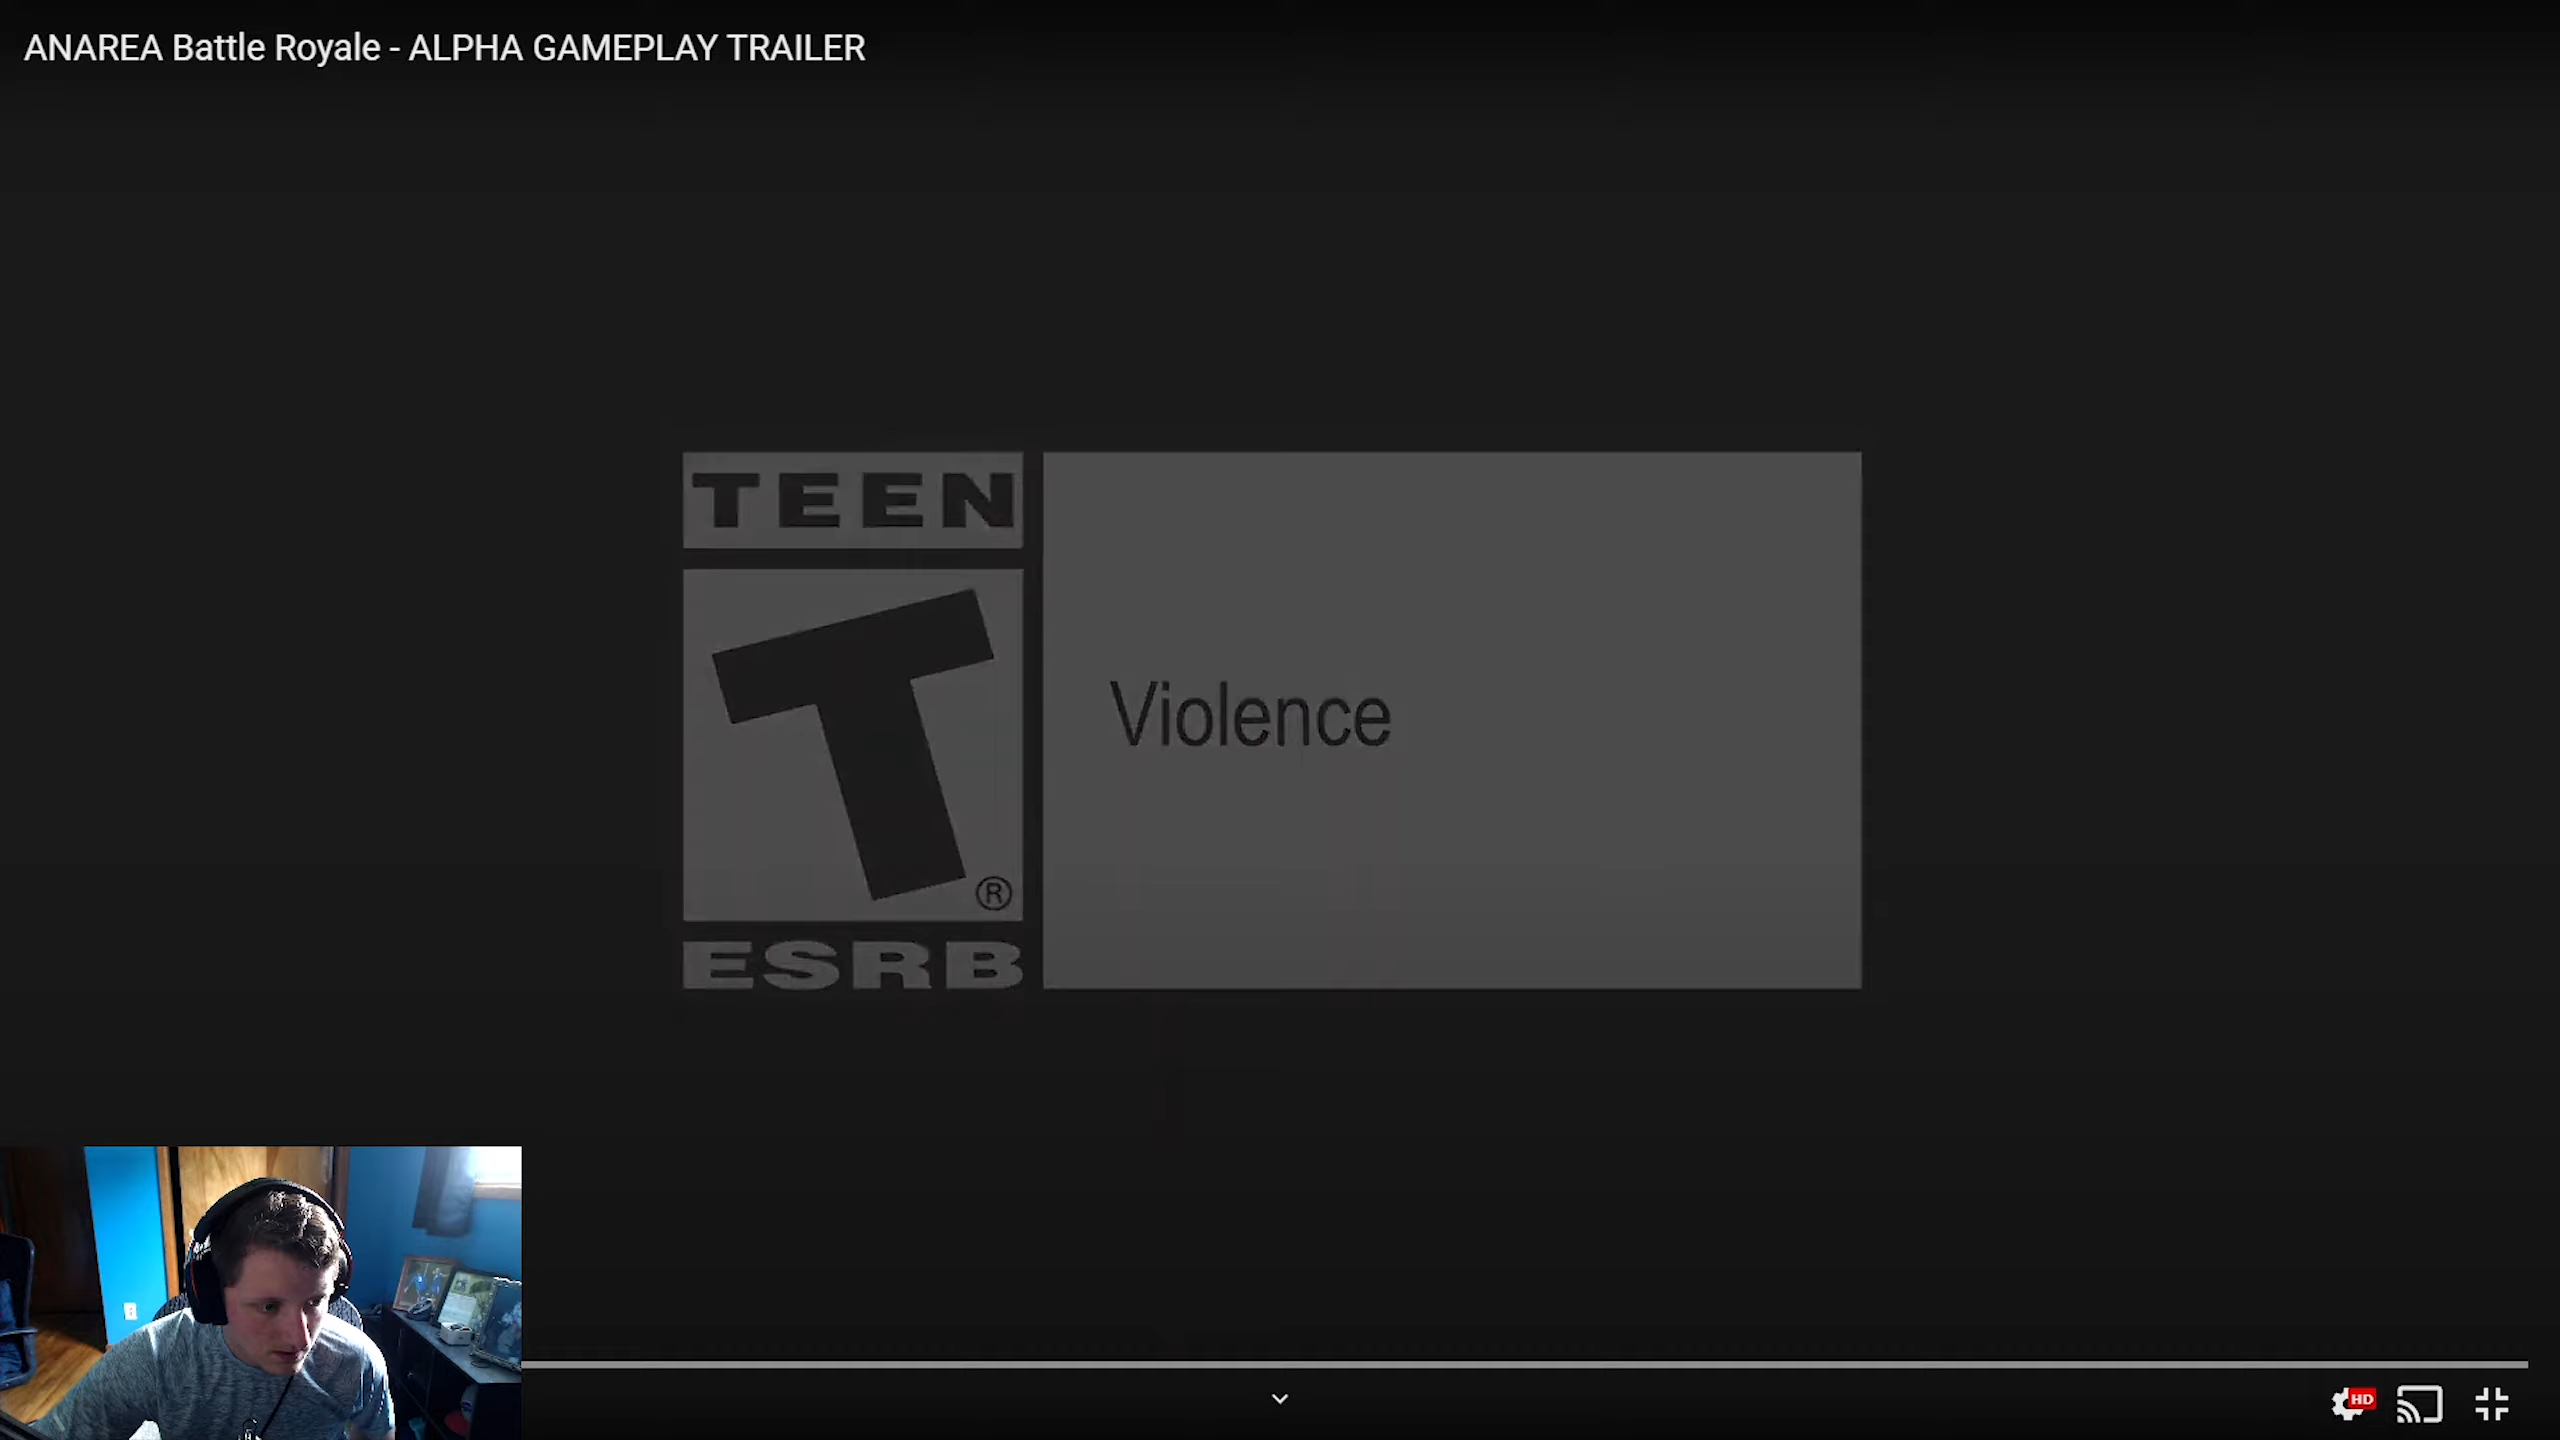 ANAREA Battle Royale - ALPHA GAMEPLAY TRAILER
TEEN
T
®
ESRB
Violence
HD